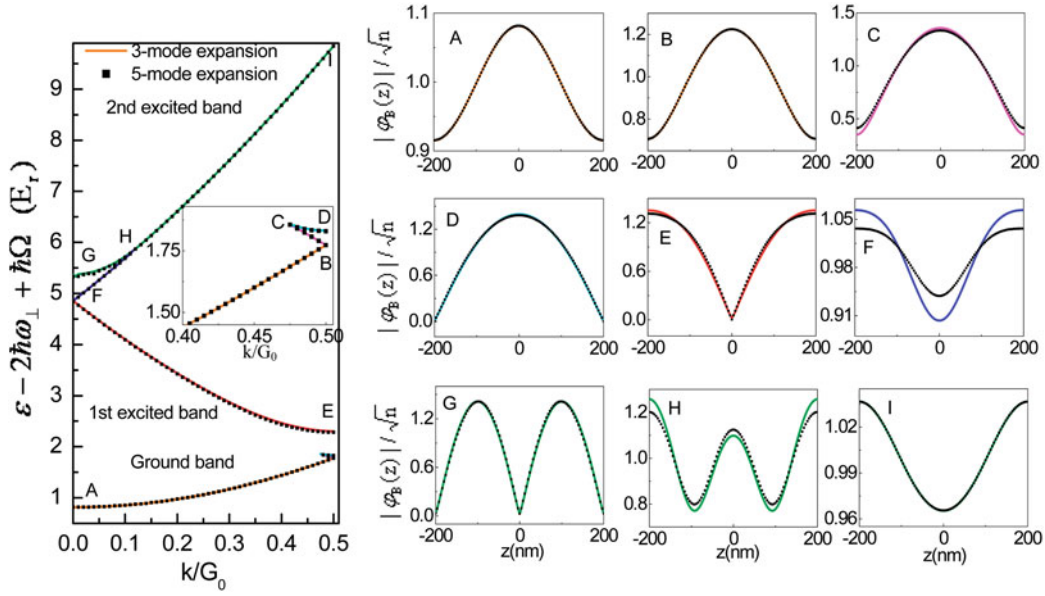 ε − 2ħω⊥ + ħΩ (Er)
3-mode expansion
5-mode expansion
2nd excited band
1st excited band
Ground band
9
8
7
6
5
4
3
2
1
0.0 0.1 0.2 0.3 0.4 0.5
k/G0
A
E
F
G
H
I
1.75
1.50
0.40 0.45 0.50
k/G0
B
C
D
|φB(z)|/√n
A
1.1
1.0
0.9
-200 0 200
B
1.2
1.0
0.8
-200 0 200
C
1.5
1.0
0.5
-200 0 200
|φB(z)|/√n
D
1.2
0.6
0.0
-200 0 200
E
1.2
0.6
0.0
-200 0 200
F
1.05
0.98
0.91
-200 0 200
|φB(z)|/√n
G
1.2
0.6
0.0
-200 0 200
z(nm)
H
1.2
1.0
0.8
-200 0 200
z(nm)
I
1.02
0.99
0.96
-200 0 200
z(nm)